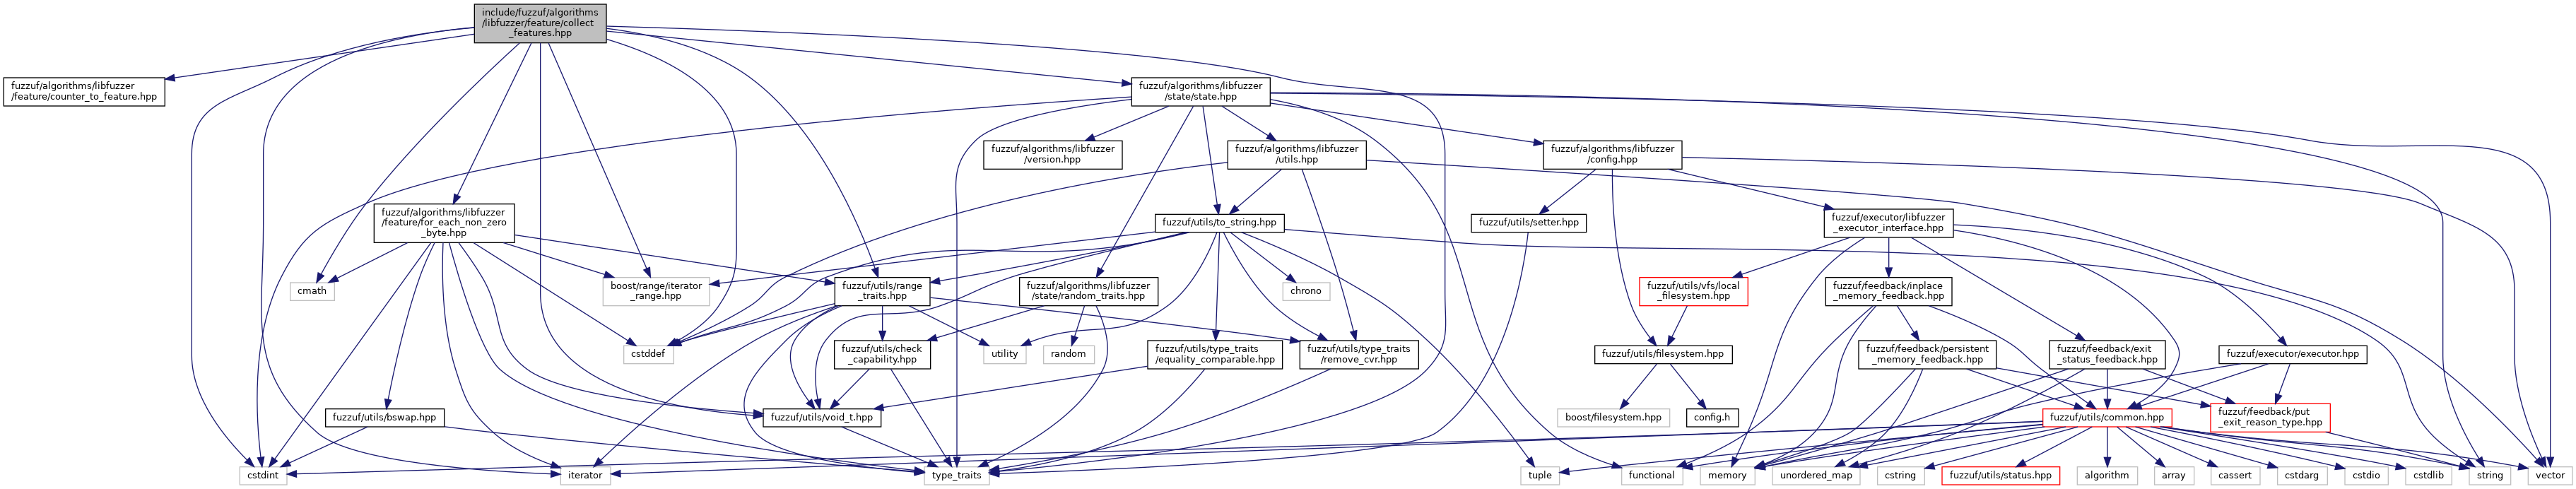 include/fuzzuf/algorithms
/libfuzzer/feature/collect
_features.hpp
fuzzuf/algorithms/libfuzzer
/feature/counter_to_feature.hpp
fuzzuf/algorithms/libfuzzer
/state/state.hpp
fuzzuf/algorithms/libfuzzer
/version.hpp
fuzzuf/algorithms/libfuzzer
/utils.hpp
fuzzuf/algorithms/libfuzzer
/config.hpp
fuzzuf/algorithms/libfuzzer
/feature/for_each_non_zero
_byte.hpp
fuzzuf/utils/to_string.hpp
fuzzuf/utils/setter.hpp
fuzzuf/executor/libfuzzer
_executor_interface.hpp
cmath
boost/range/iterator
_range.hpp
fuzzuf/utils/range
_traits.hpp
fuzzuf/algorithms/libfuzzer
/state/random_traits.hpp
chrono
fuzzuf/utils/vfs/local
_filesystem.hpp
fuzzuf/feedback/inplace
_memory_feedback.hpp
cstddef
fuzzuf/utils/check
_capability.hpp
utility
random
fuzzuf/utils/type_traits
/equality_comparable.hpp
fuzzuf/utils/type_traits
/remove_cvr.hpp
fuzzuf/utils/filesystem.hpp
fuzzuf/feedback/persistent
_memory_feedback.hpp
fuzzuf/feedback/exit
_status_feedback.hpp
fuzzuf/executor/executor.hpp
fuzzuf/utils/bswap.hpp
fuzzuf/utils/void_t.hpp
boost/filesystem.hpp
config.h
fuzzuf/utils/common.hpp
fuzzuf/feedback/put
_exit_reason_type.hpp
cstdint
iterator
type_traits
tuple
functional
memory
unordered_map
cstring
fuzzuf/utils/status.hpp
algorithm
array
cassert
cstdarg
cstdio
cstdlib
string
vector